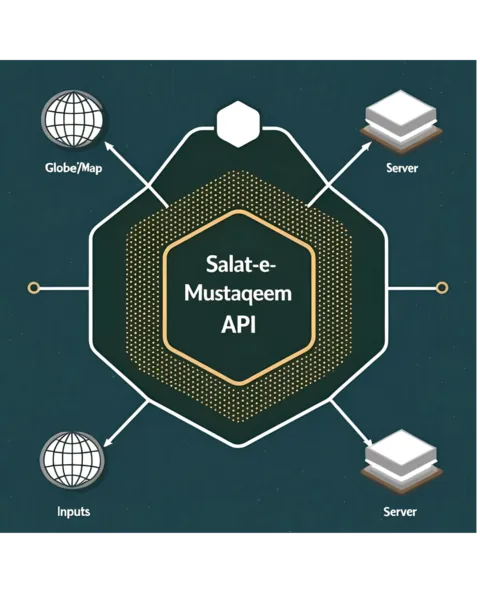 Globe'/Map
Server
Salat-e-
Mustaqeem
API
Inputs
Server